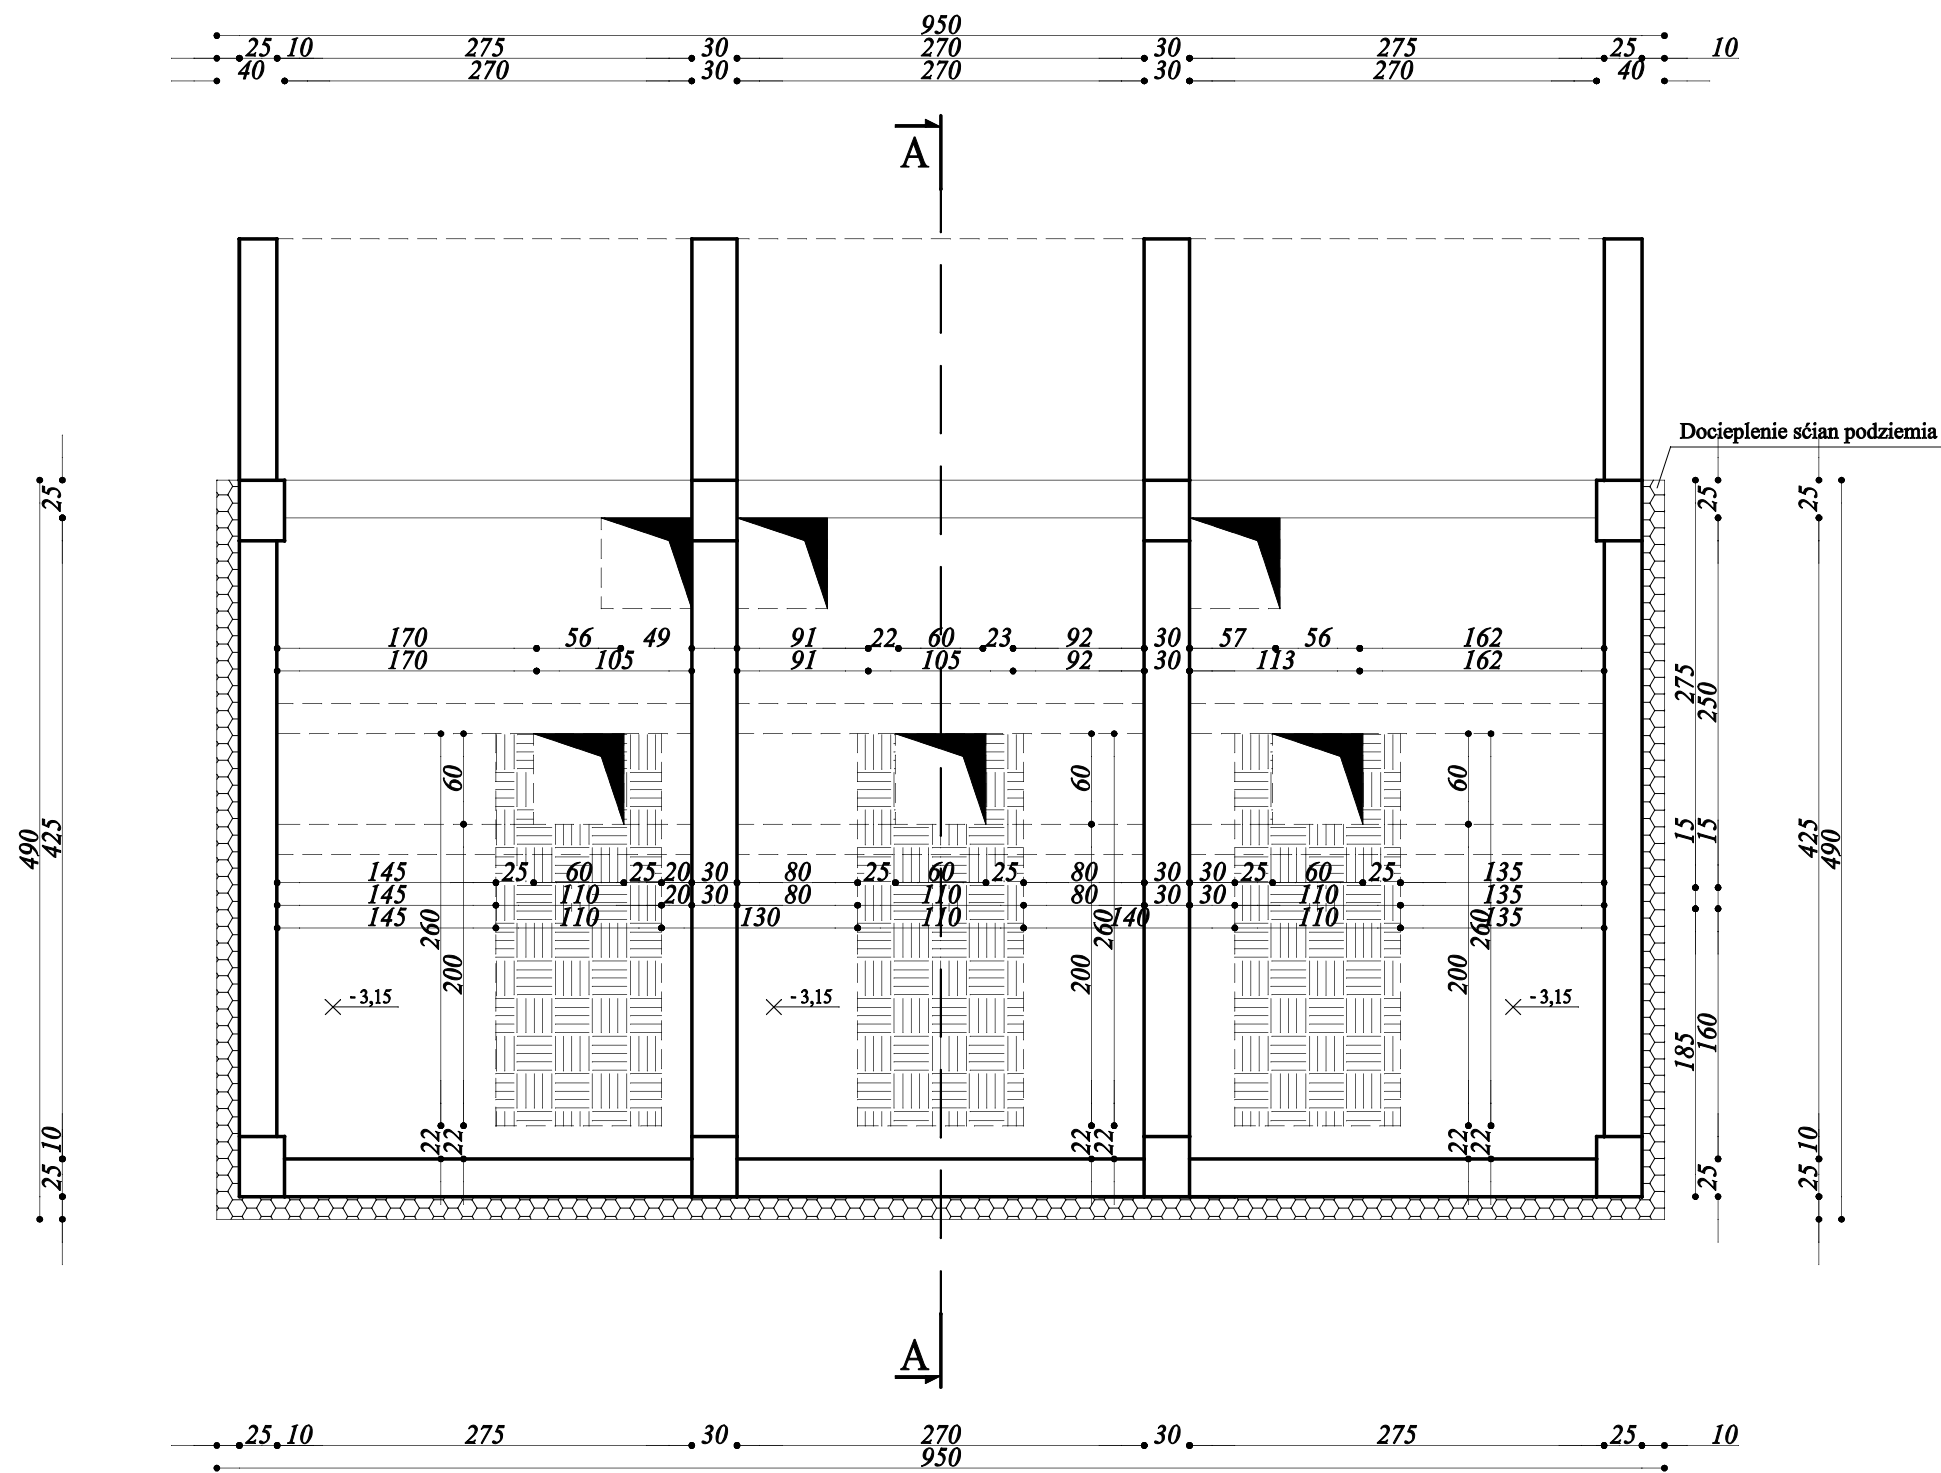 950
25 10 275 30 270 30 275 25 10
40 270 30 270 30 270 40
A
Docieplenie sćian podziemia
25 25 25
170 56 49 91 22 60 23 92 30 57 56 162
170 105 91 105 92 30 113 162
275 250
60 60 60
490 425 15 15 425 490
145 25 60 25 20 30 80 25 60 25 80 30 30 25 60 25 135
145 110 20 30 80 110 80 30 30 110 135
145 110 130 110 140 110 135
260 200 200 260 200 260
- 3,15 - 3,15 - 3,15
185 160
10 22 22 22 22 22 22 10
25 25 25
A
25 10 275 30 270 30 275 25 10
950